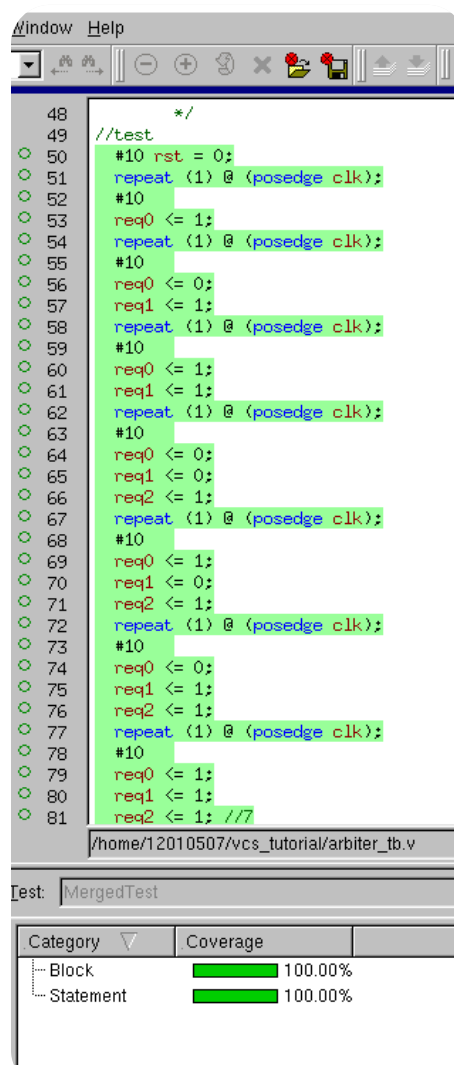 Window Help
48 */
49 //test
50 #10 rst = 0;
51 repeat (1) @ (posedge clk);
52 #10
53 req0 <= 1;
54 repeat (1) @ (posedge clk);
55 #10
56 req0 <= 0;
57 req1 <= 1;
58 repeat (1) @ (posedge clk);
59 #10
60 req0 <= 1;
61 req1 <= 1;
62 repeat (1) @ (posedge clk);
63 #10
64 req0 <= 0;
65 req1 <= 0;
66 req2 <= 1;
67 repeat (1) @ (posedge clk);
68 #10
69 req0 <= 1;
70 req1 <= 0;
71 req2 <= 1;
72 repeat (1) @ (posedge clk);
73 #10
74 req0 <= 0;
75 req1 <= 1;
76 req2 <= 1;
77 repeat (1) @ (posedge clk);
78 #10
79 req0 <= 1;
80 req1 <= 1;
81 req2 <= 1; //7
/home/12010507/vcs_tutorial/arbiter_tb.v
Test: MergedTest
Category Coverage
Block 100.00%
Statement 100.00%